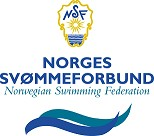 NSF
NORGES
SVØMMEFORBUND
Norwegian Swimming Federation